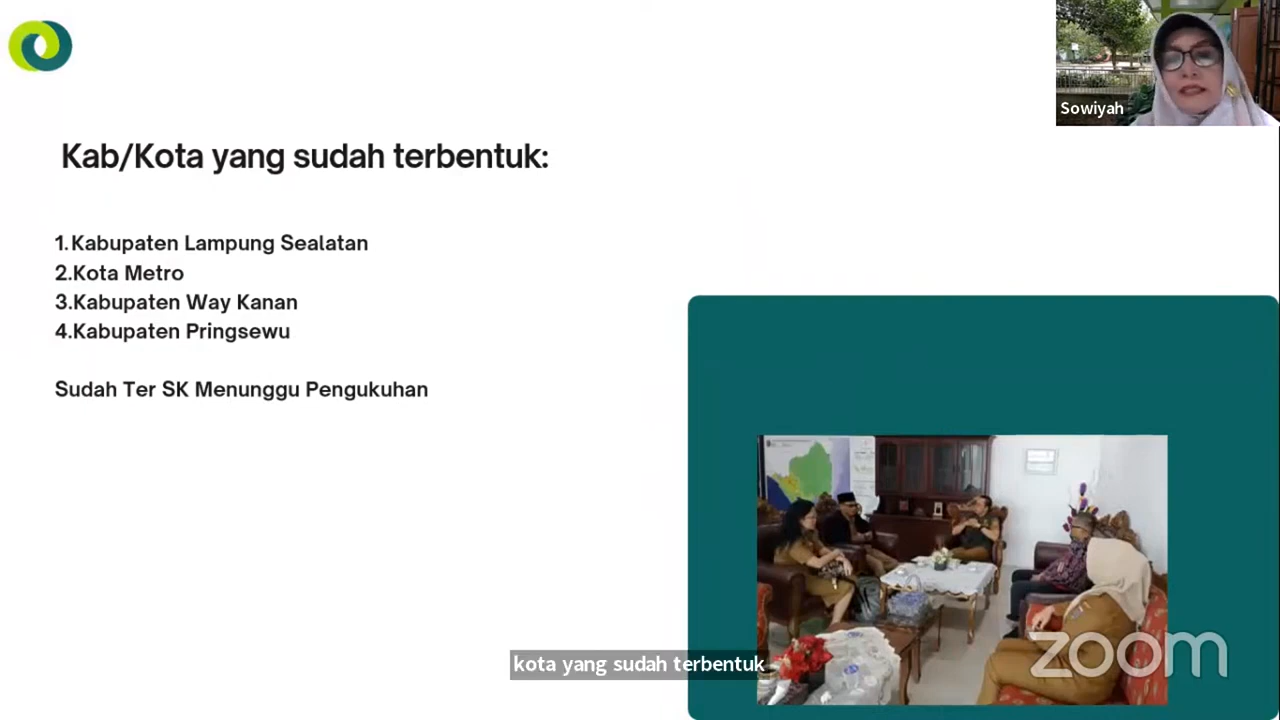 Sowiyah
Kab/Kota yang sudah terbentuk:
1.Kabupaten Lampung Sealatan
2.Kota Metro
3.Kabupaten Way Kanan
4.Kabupaten Pringsewu
Sudah Ter SK Menunggu Pengukuhan
kota yang sudah terbentuk
zoom